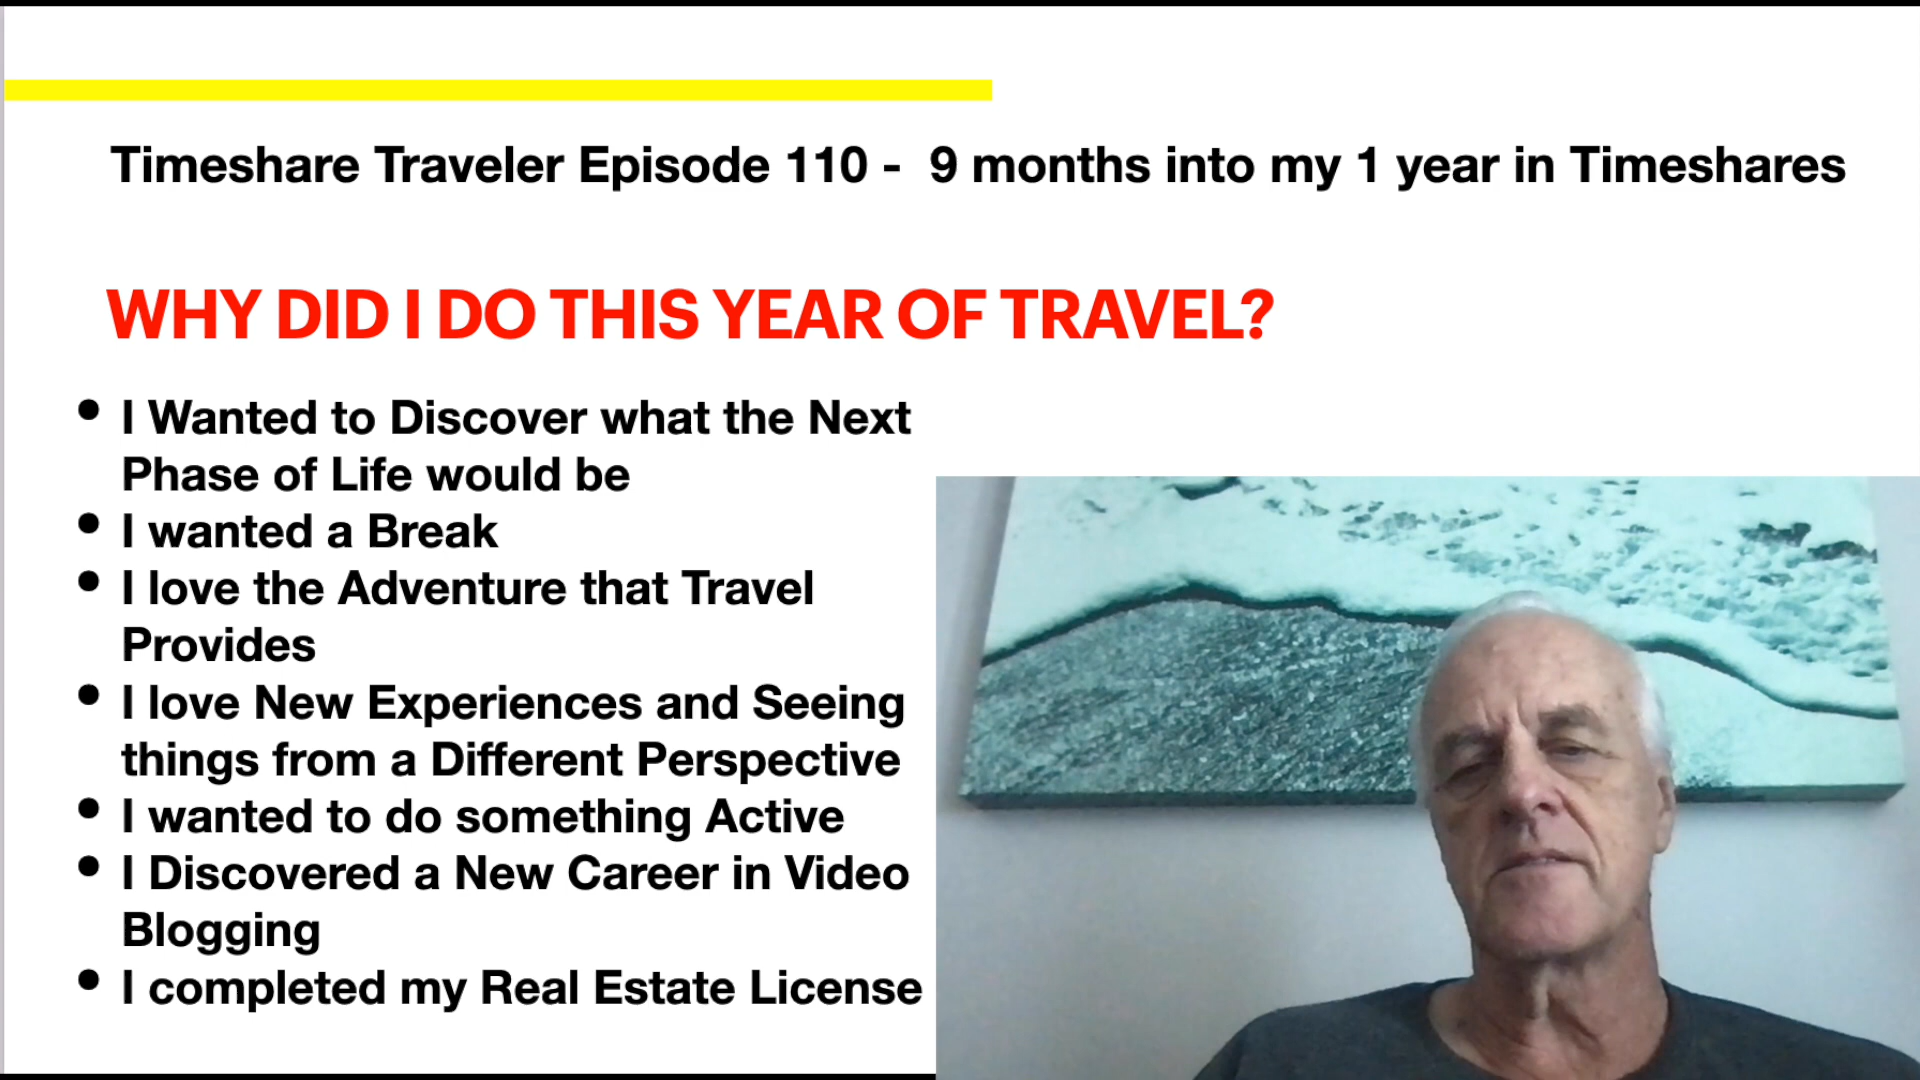 Timeshare Traveler Episode 110 - 9 months into my 1 year in Timeshares
WHY DID I DO THIS YEAR OF TRAVEL?
• I Wanted to Discover what the Next
Phase of Life would be
• I wanted a Break
• I love the Adventure that Travel
Provides
• I love New Experiences and Seeing
things from a Different Perspective
• I wanted to do something Active
• I Discovered a New Career in Video
Blogging
• I completed my Real Estate License